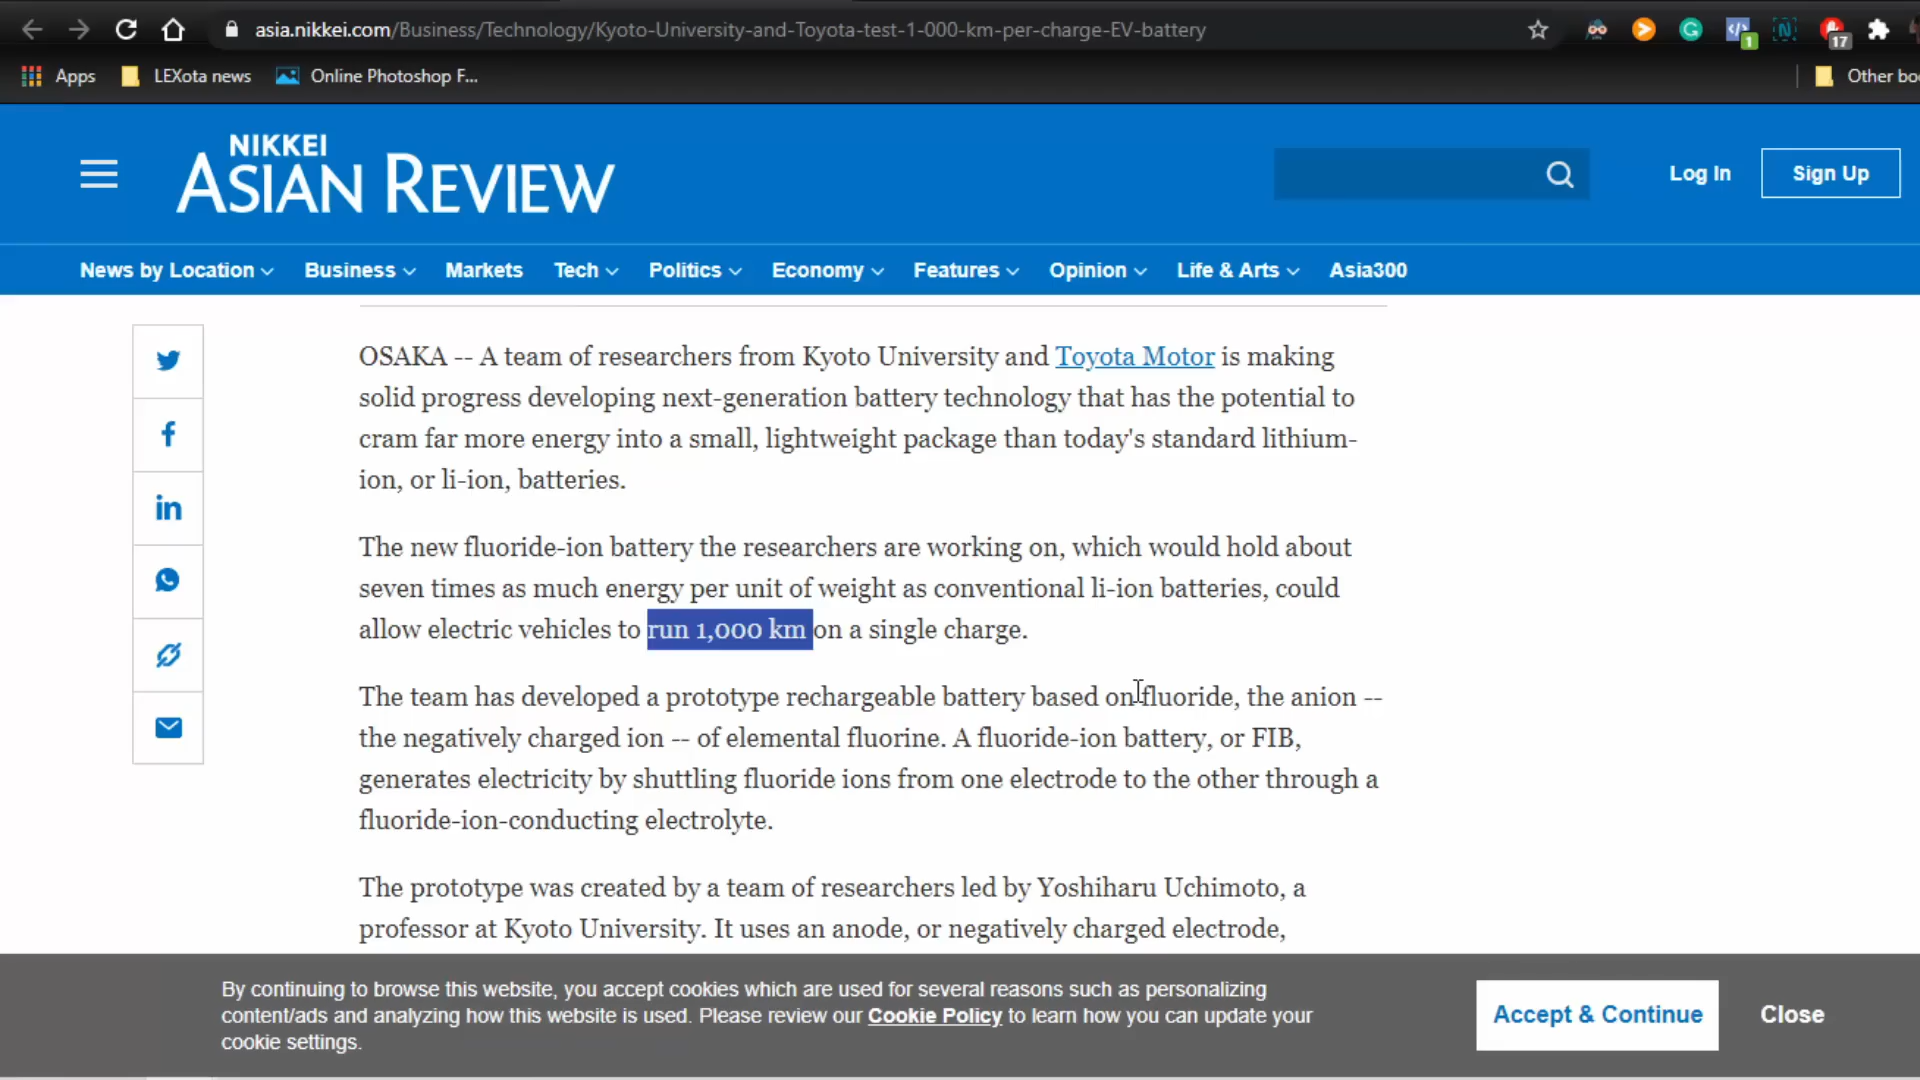 asia.nikkei.com/Business/Technology/Kyoto-University-and-Toyota-test-1-000-km-per-charge-EV-battery
1
17
Apps
LEXota news
Online Photoshop F...
Other boo
NIKKEI
ASIAN REVIEW
Log In
Sign Up
News by Location
Business
Markets
Tech
Politics
Economy
Features
Opinion
Life & Arts
Asia300
OSAKA -- A team of researchers from Kyoto University and Toyota Motor is making
solid progress developing next-generation battery technology that has the potential to
cram far more energy into a small, lightweight package than today's standard lithium-
ion, or li-ion, batteries.
The new fluoride-ion battery the researchers are working on, which would hold about
seven times as much energy per unit of weight as conventional li-ion batteries, could
allow electric vehicles to run 1,000 km on a single charge.
The team has developed a prototype rechargeable battery based on fluoride, the anion --
the negatively charged ion -- of elemental fluorine. A fluoride-ion battery, or FIB,
generates electricity by shuttling fluoride ions from one electrode to the other through a
fluoride-ion-conducting electrolyte.
The prototype was created by a team of researchers led by Yoshiharu Uchimoto, a
professor at Kyoto University. It uses an anode, or negatively charged electrode,
By continuing to browse this website, you accept cookies which are used for several reasons such as personalizing
content/ads and analyzing how this website is used. Please review our Cookie Policy to learn how you can update your
cookie settings.
Accept & Continue
Close